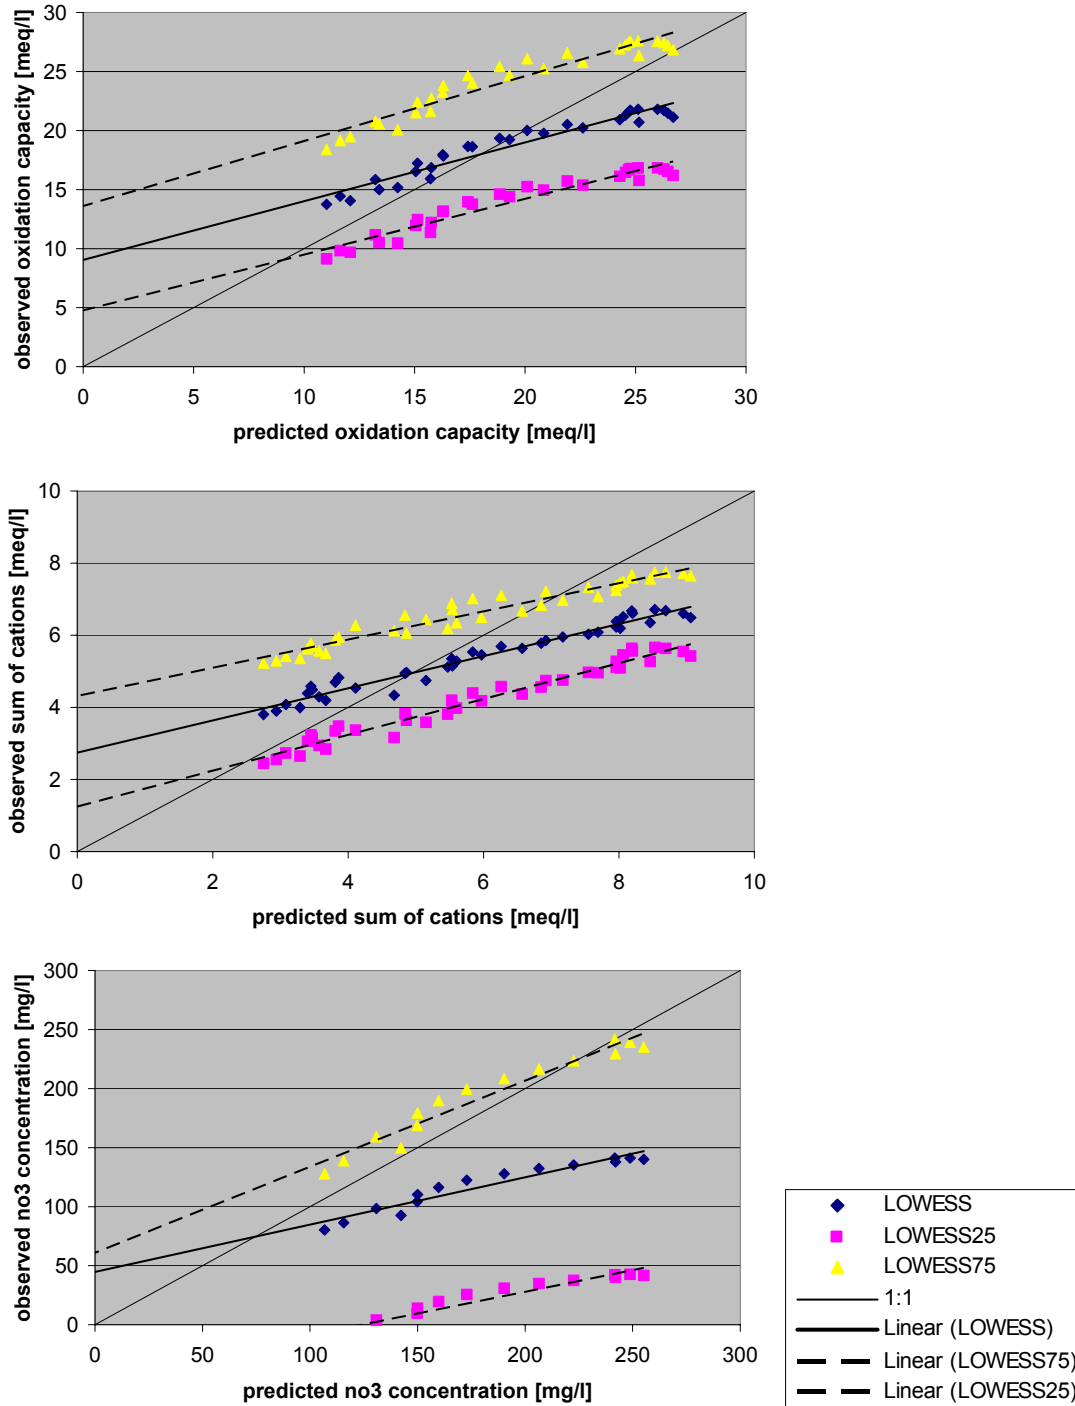 observed oxidation capacity [meq/l]
30
25
20
15
10
5
0
0 5 10 15 20 25 30
predicted oxidation capacity [meq/l]
observed sum of cations [meq/l]
10
8
6
4
2
0
0 2 4 6 8 10
predicted sum of cations [meq/l]
observed no3 concentration [mg/l]
300
250
200
150
100
50
0
0 50 100 150 200 250 300
predicted no3 concentration [mg/l]
LOWESS
LOWESS25
LOWESS75
1:1
Linear (LOWESS)
Linear (LOWESS75)
Linear (LOWESS25)